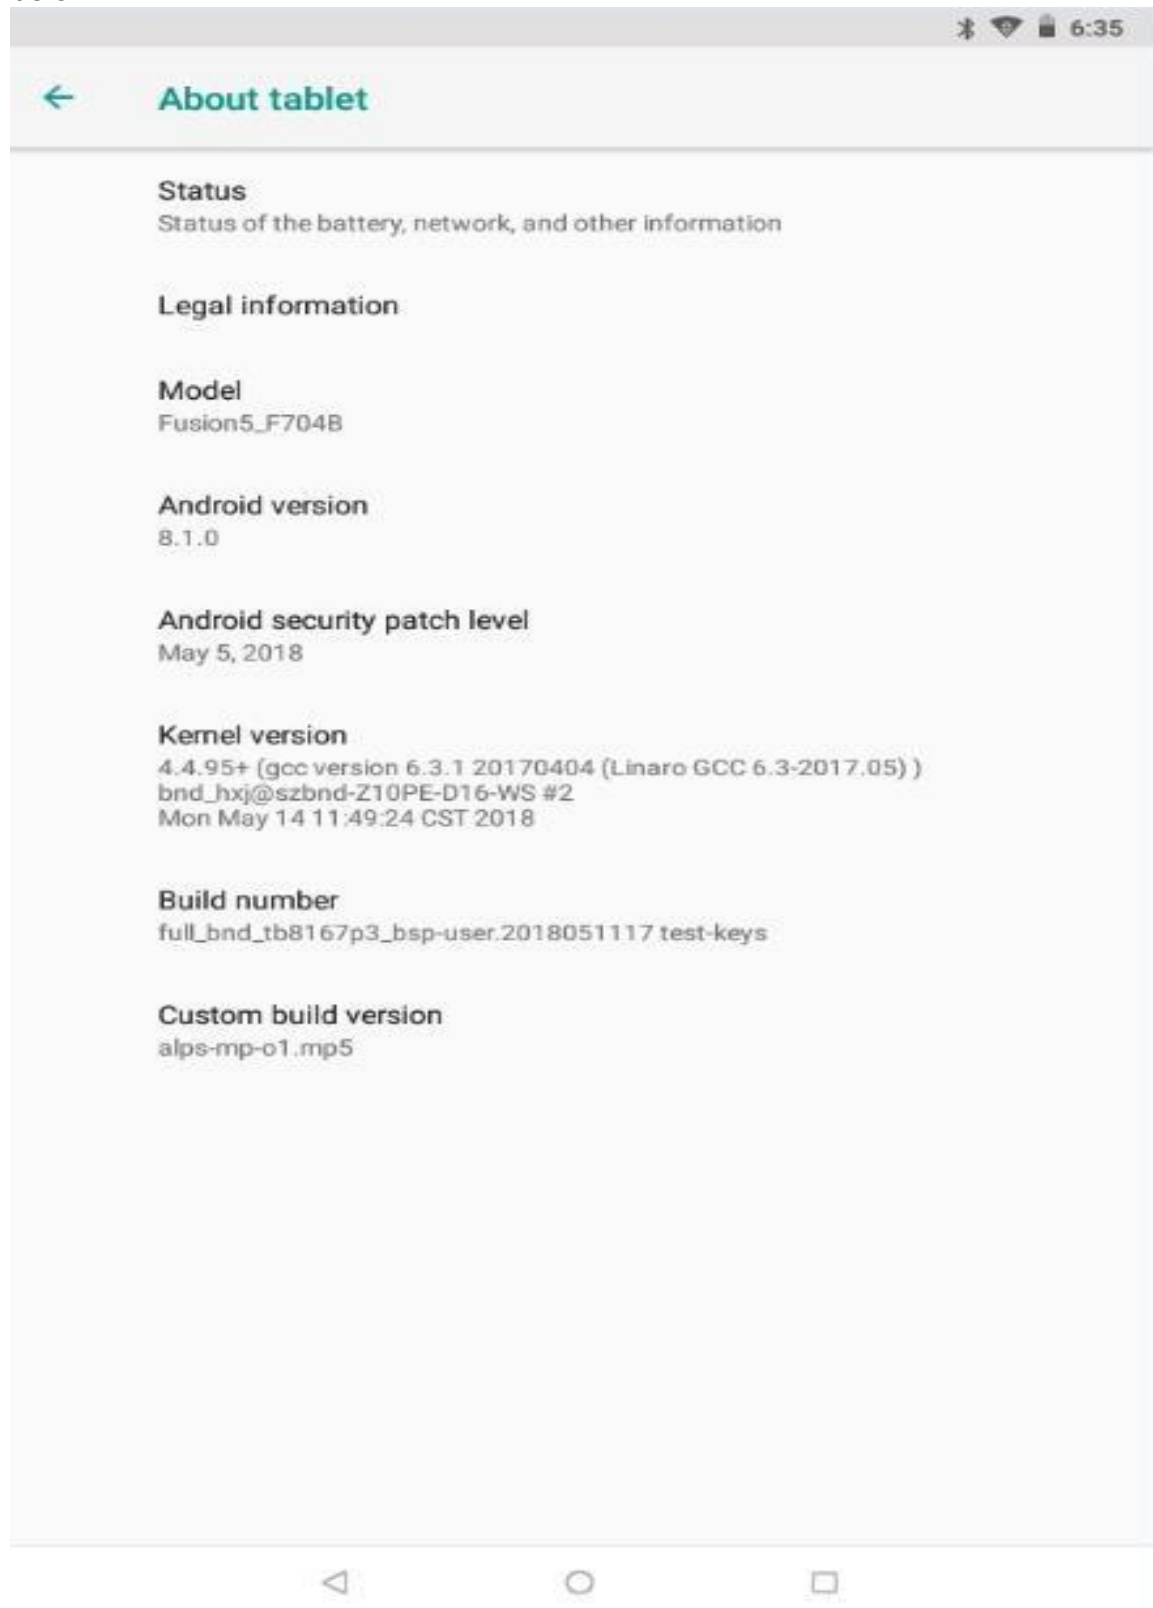 6:35
About tablet
Status
Status of the battery, network, and other information
Legal information
Model
Fusion5_F704B
Android version
8.1.0
Android security patch level
May 5, 2018
Kernel version
4.4.95+ (gcc version 6.3.1 20170404 (Linaro GCC 6.3-2017.05) )
bnd_hxj@szbnd-Z10PE-D16-WS #2
Mon May 14 11:49:24 CST 2018
Build number
full_bnd_tb8167p3_bsp-user.2018051117 test-keys
Custom build version
alps-mp-o1.mp5